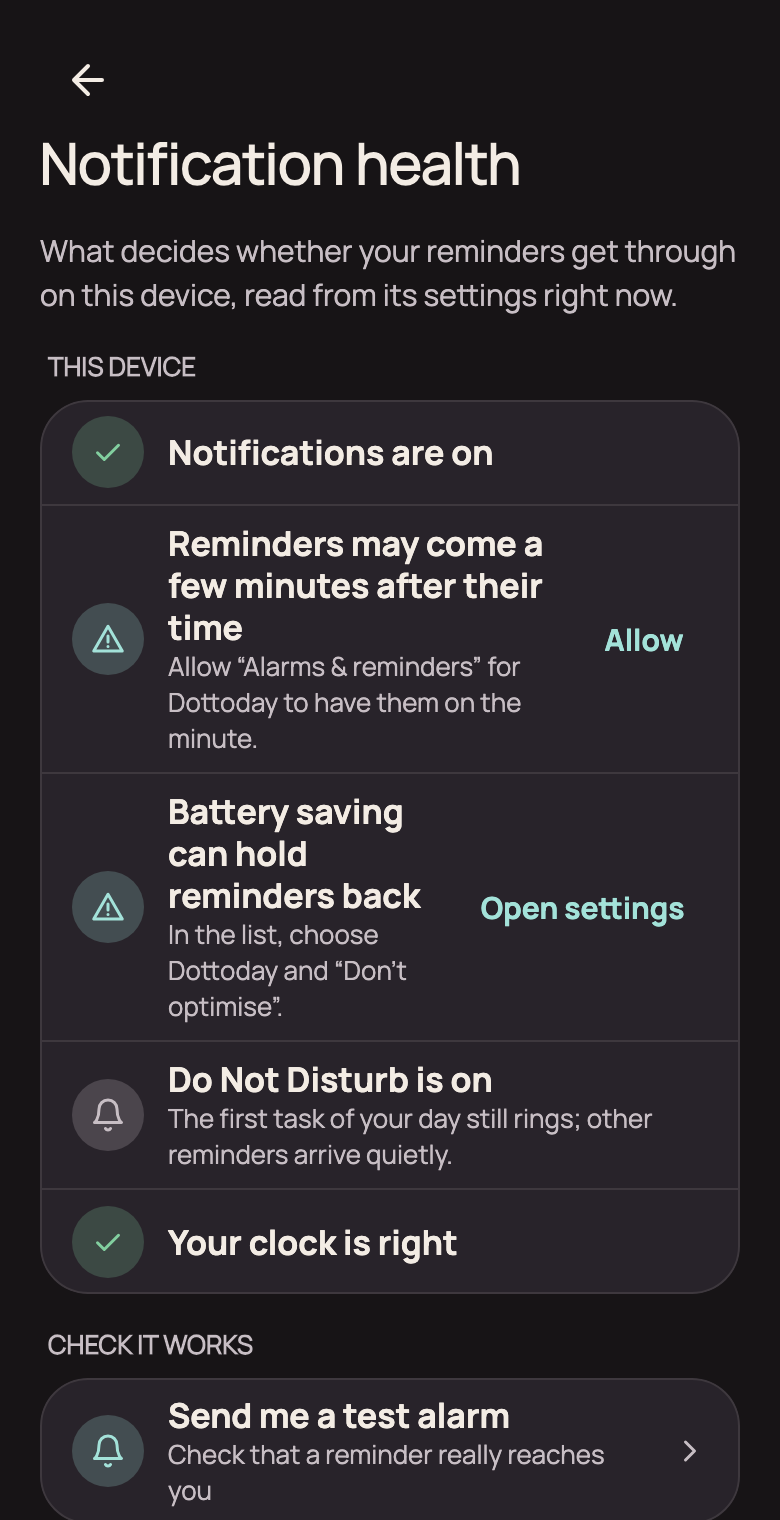 Notification health
What decides whether your reminders get through
on this device, read from its settings right now.
THIS DEVICE
Notifications are on
Reminders may come a
few minutes after their
time
Allow “Alarms & reminders” for
Dottoday to have them on the
minute.
Allow
Battery saving
can hold
reminders back
In the list, choose
Dottoday and “Don’t
optimise”.
Open settings
Do Not Disturb is on
The first task of your day still rings; other
reminders arrive quietly.
Your clock is right
CHECK IT WORKS
Send me a test alarm
Check that a reminder really reaches
you